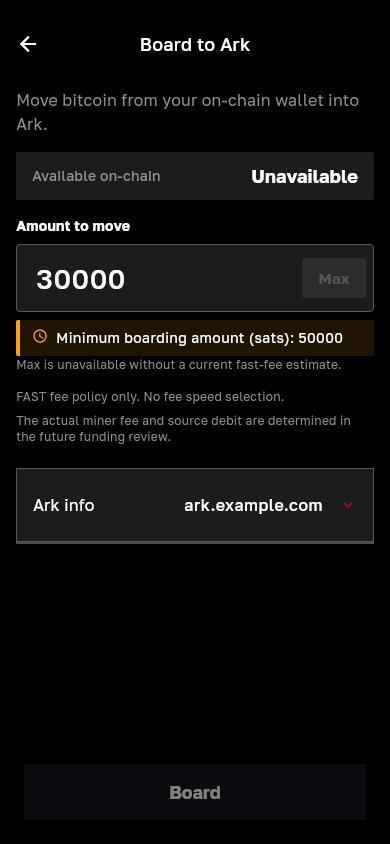 Board to Ark
Move bitcoin from your on-chain wallet into
Ark.
Available on-chain
Unavailable
Amount to move
30000
Max
Minimum boarding amount (sats): 50000
Max is unavailable without a current fast-fee estimate.
FAST fee policy only. No fee speed selection.
The actual miner fee and source debit are determined in
the future funding review.
Ark info
ark.example.com
Board